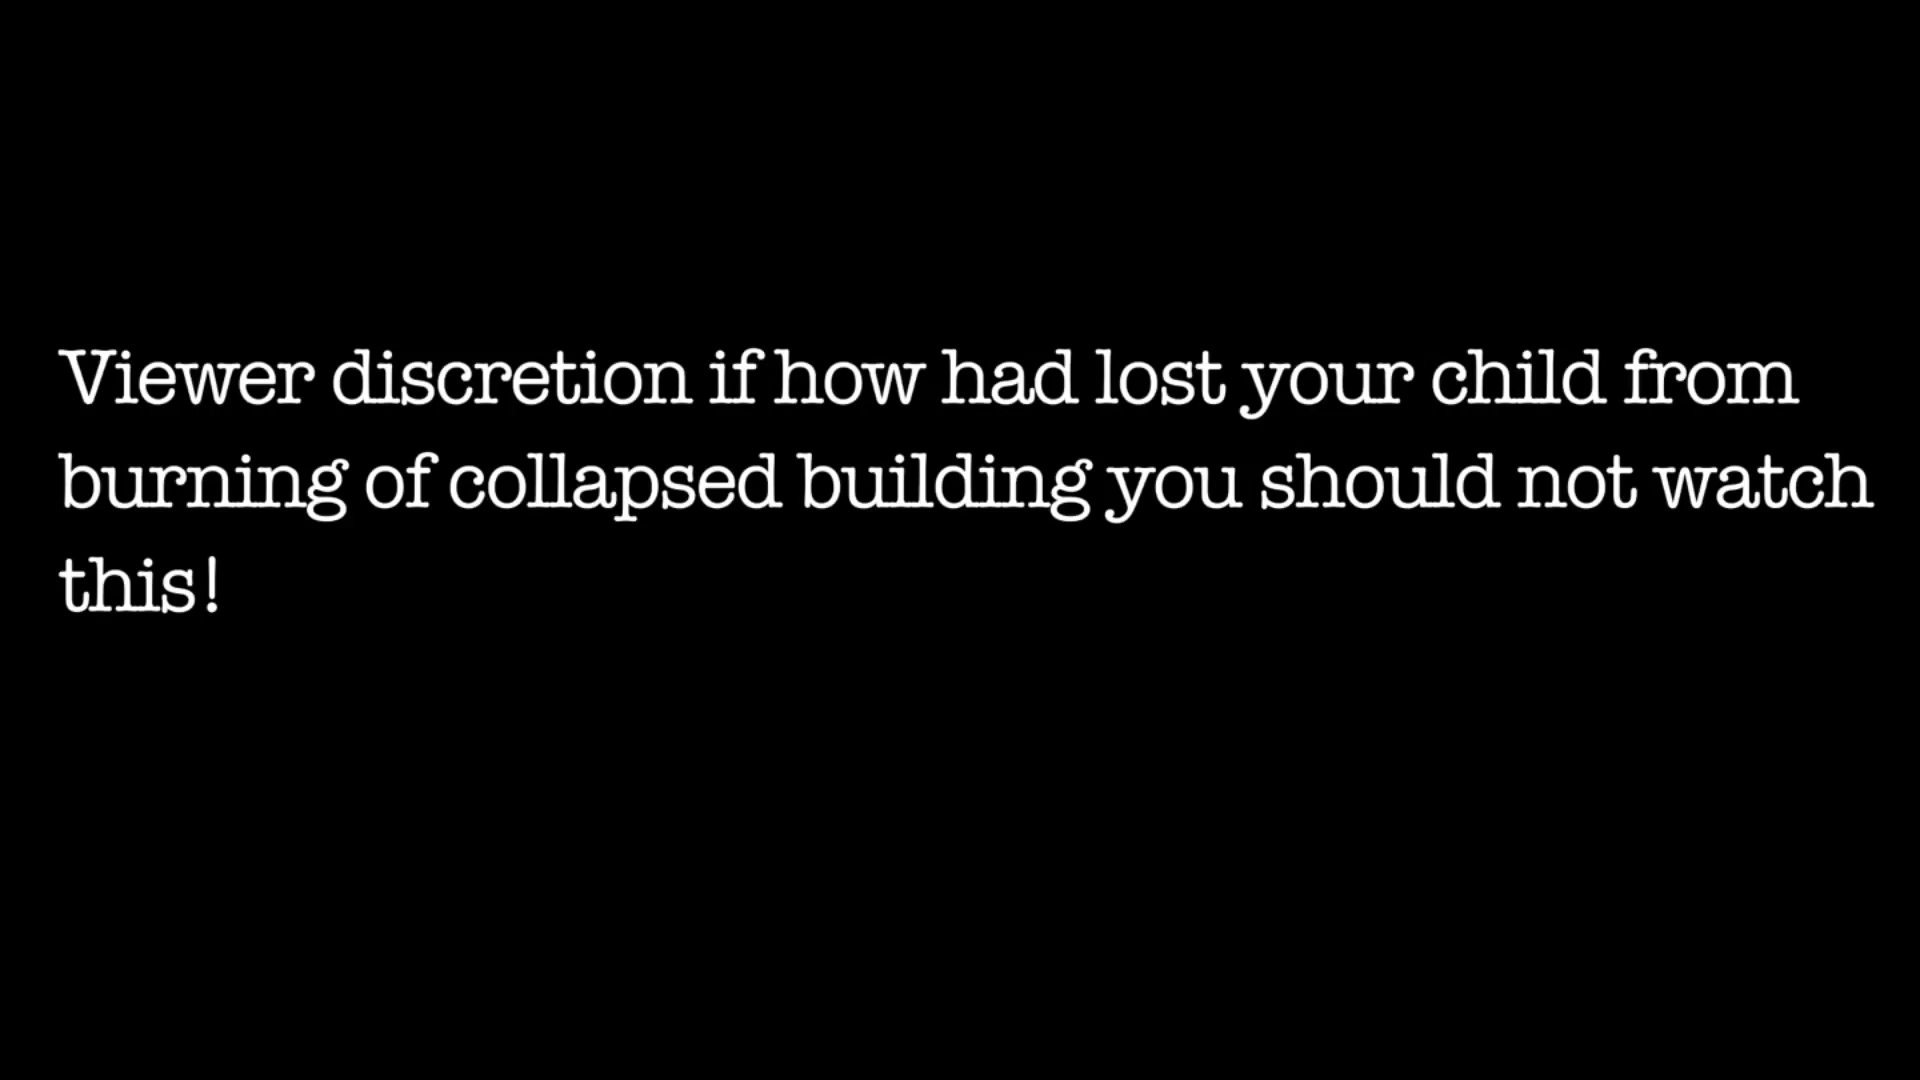 Viewer discretion if how had lost your child from
burning of collapsed building you should not watch
this!